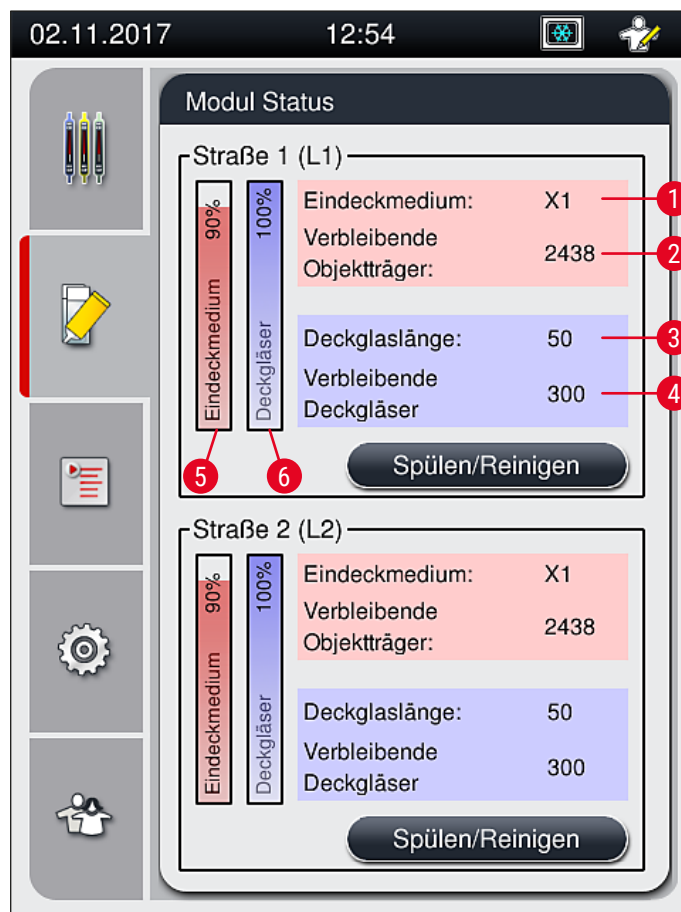 02.11.2017 12:54
Modul Status
Straße 1 (L1)
90%
Eindeckmedium
100%
Deckgläser
Eindeckmedium: X1 1
Verbleibende
Objektträger: 2438 2
Deckglaslänge: 50 3
Verbleibende
Deckgläser 300 4
5 6
Spülen/Reinigen
Straße 2 (L2)
90%
Eindeckmedium
100%
Deckgläser
Eindeckmedium: X1
Verbleibende
Objektträger: 2438
Deckglaslänge: 50
Verbleibende
Deckgläser 300
Spülen/Reinigen